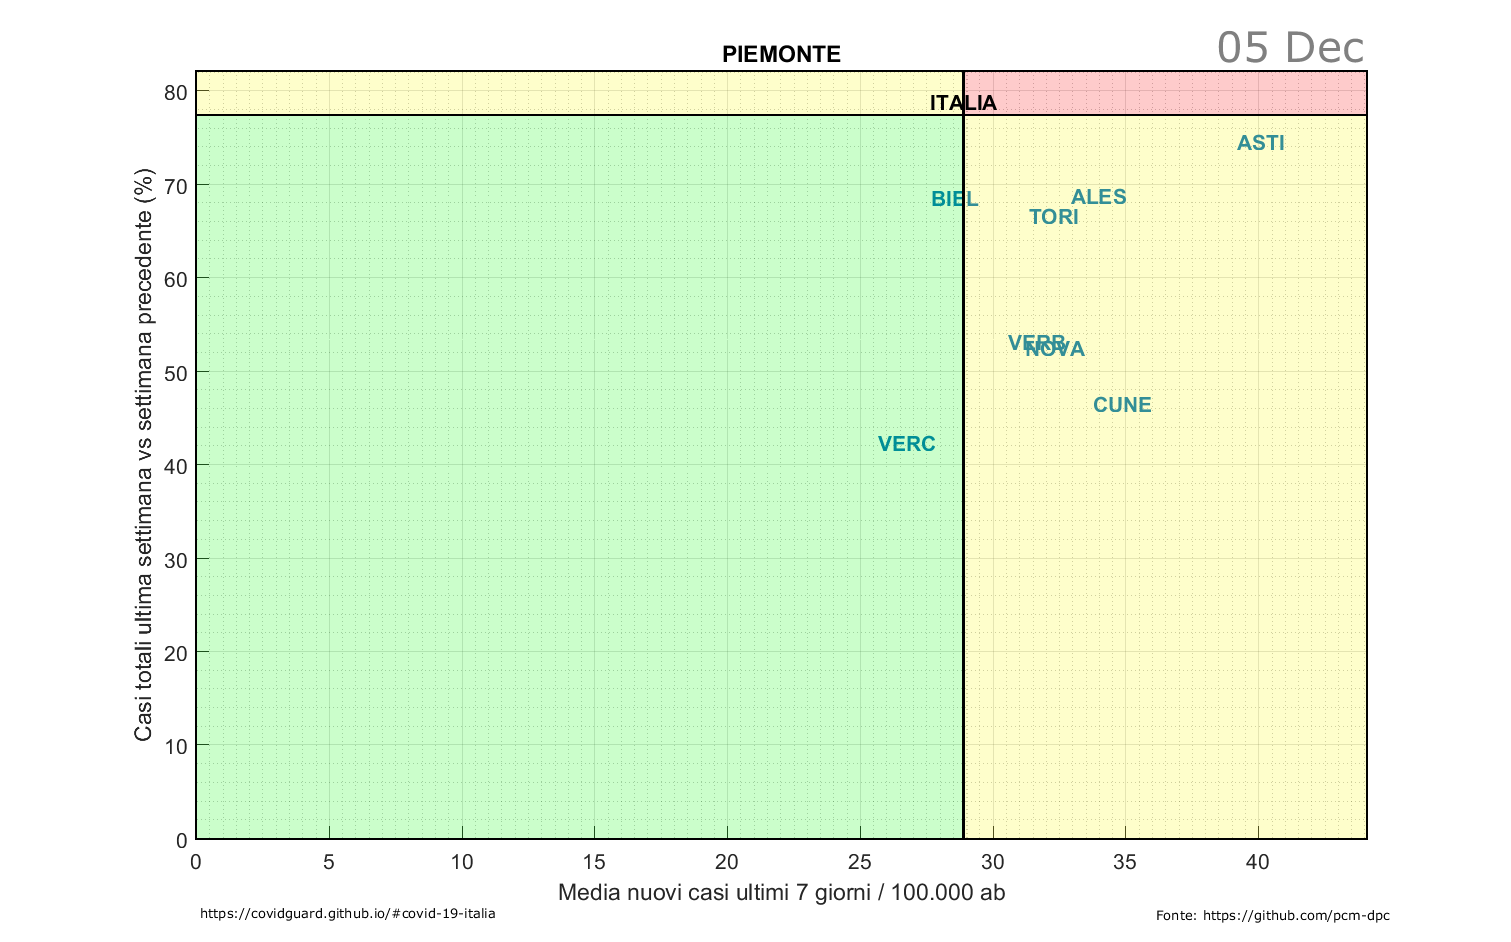 05 Dec
PIEMONTE
80
ITALIA
ASTI
70
BIEL
ALES
TORI
60
VERB
NOVA
50
CUNE
VERC
40
30
20
10
0
Casi totali ultima settimana vs settimana precedente (%)
0 5 10 15 20 25 30 35 40
Media nuovi casi ultimi 7 giorni / 100.000 ab
https://covidguard.github.io/#covid-19-italia
Fonte: https://github.com/pcm-dpc